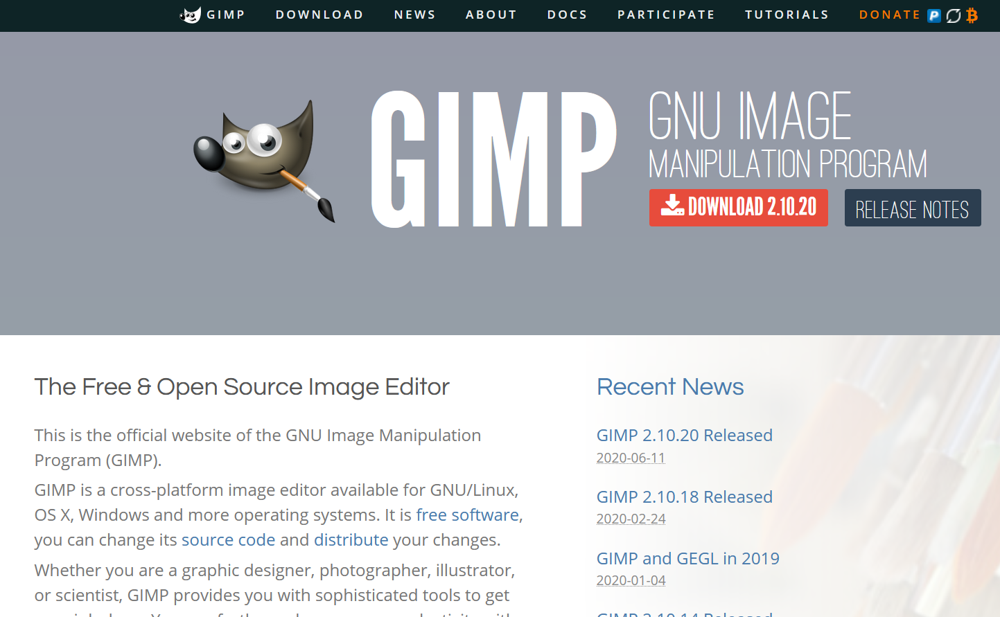 GIMP DOWNLOAD NEWS ABOUT DOCS PARTICIPATE TUTORIALS DONATE
GIMP
GNU IMAGE
MANIPULATION PROGRAM
DOWNLOAD 2.10.20
RELEASE NOTES
The Free & Open Source Image Editor
This is the official website of the GNU Image Manipulation
Program (GIMP).
GIMP is a cross-platform image editor available for GNU/Linux,
OS X, Windows and more operating systems. It is free software,
you can change its source code and distribute your changes.
Whether you are a graphic designer, photographer, illustrator,
or scientist, GIMP provides you with sophisticated tools to get
Recent News
GIMP 2.10.20 Released
2020-06-11
GIMP 2.10.18 Released
2020-02-24
GIMP and GEGL in 2019
2020-01-04
GIMP 2.10.14 Released